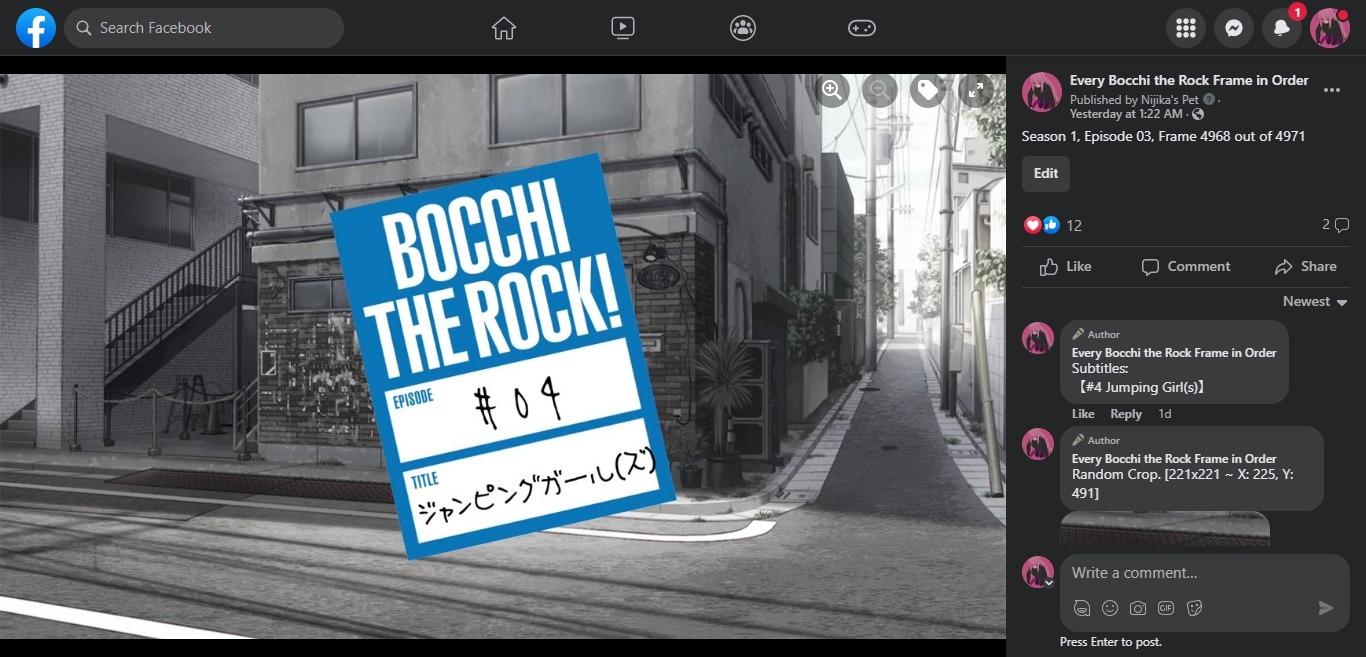 Search Facebook
1
BOCCHI
THE ROCK!
EPISODE
#04
TITLE
ジャンピングガール(ズ)
Every Bocchi the Rock Frame in Order
Published by Nijika's Pet ·
Yesterday at 1:22 AM ·
Season 1, Episode 03, Frame 4968 out of 4971
Edit
12
2
Like
Comment
Share
Newest
Author
Every Bocchi the Rock Frame in Order
Subtitles:
【#4 Jumping Girl(s)】
Like Reply 1d
Author
Every Bocchi the Rock Frame in Order
Random Crop. [221x221 ~ X: 225, Y:
491]
Write a comment...
GIF
Press Enter to post.